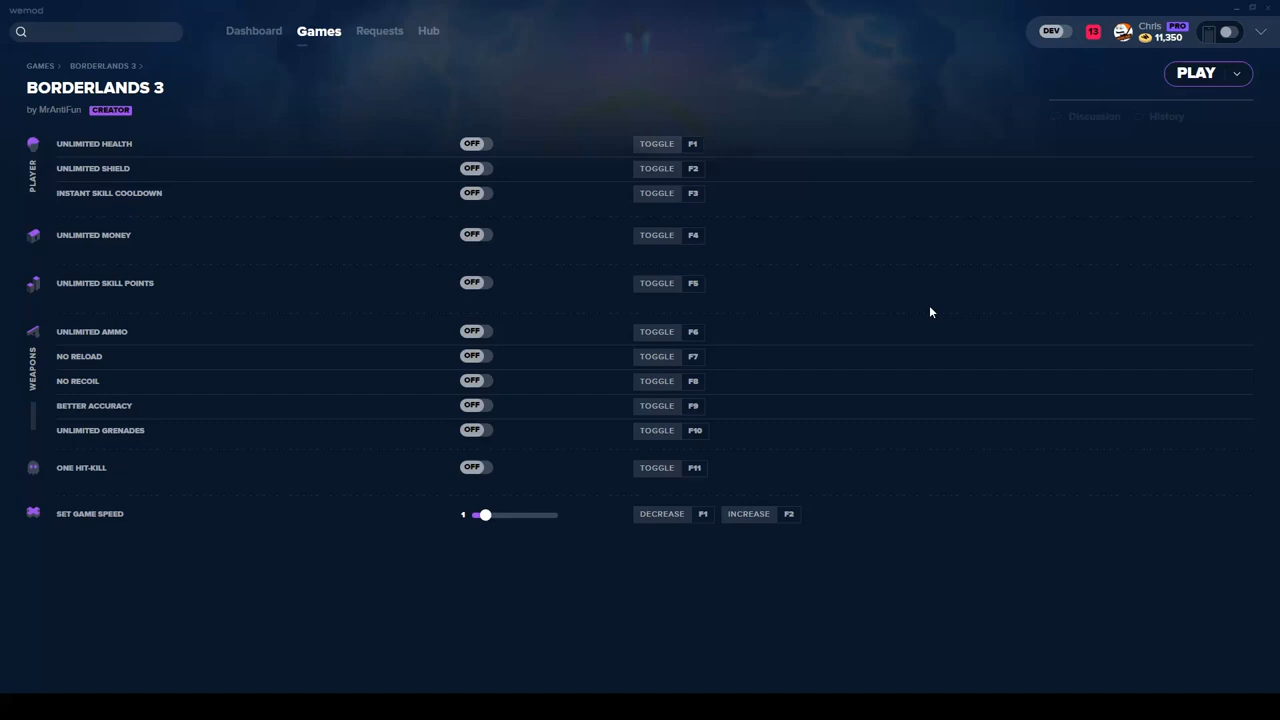 wemod
Dashboard Games Requests Hub
DEV 13 Chris PRO
11,350
GAMES > BORDERLANDS 3 >
BORDERLANDS 3
PLAY
by MrAntiFun CREATOR
Discussion History
PLAYER
UNLIMITED HEALTH OFF TOGGLE F1
UNLIMITED SHIELD OFF TOGGLE F2
INSTANT SKILL COOLDOWN OFF TOGGLE F3
UNLIMITED MONEY OFF TOGGLE F4
UNLIMITED SKILL POINTS OFF TOGGLE F5
WEAPONS
UNLIMITED AMMO OFF TOGGLE F6
NO RELOAD OFF TOGGLE F7
NO RECOIL OFF TOGGLE F8
BETTER ACCURACY OFF TOGGLE F9
UNLIMITED GRENADES OFF TOGGLE F10
ONE HIT-KILL OFF TOGGLE F11
SET GAME SPEED 1 DECREASE F1 INCREASE F2